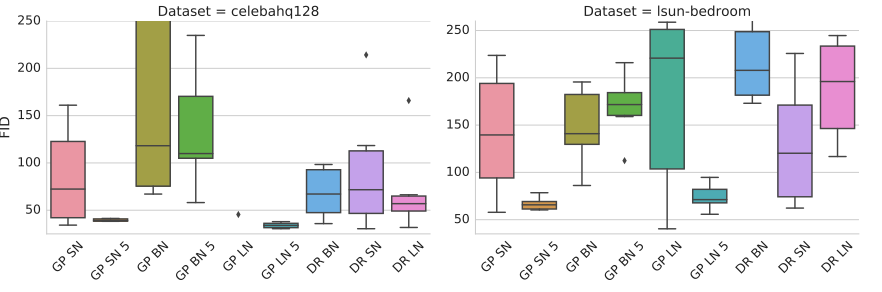 Dataset = celebahq128
FID
250
200
150
100
50
GP SN
GP SN 5
GP BN
GP BN 5
GP LN
GP LN 5
DR BN
DR SN
DR LN
Dataset = lsun-bedroom
250
200
150
100
50
GP SN
GP SN 5
GP BN
GP BN 5
GP LN
GP LN 5
DR BN
DR SN
DR LN